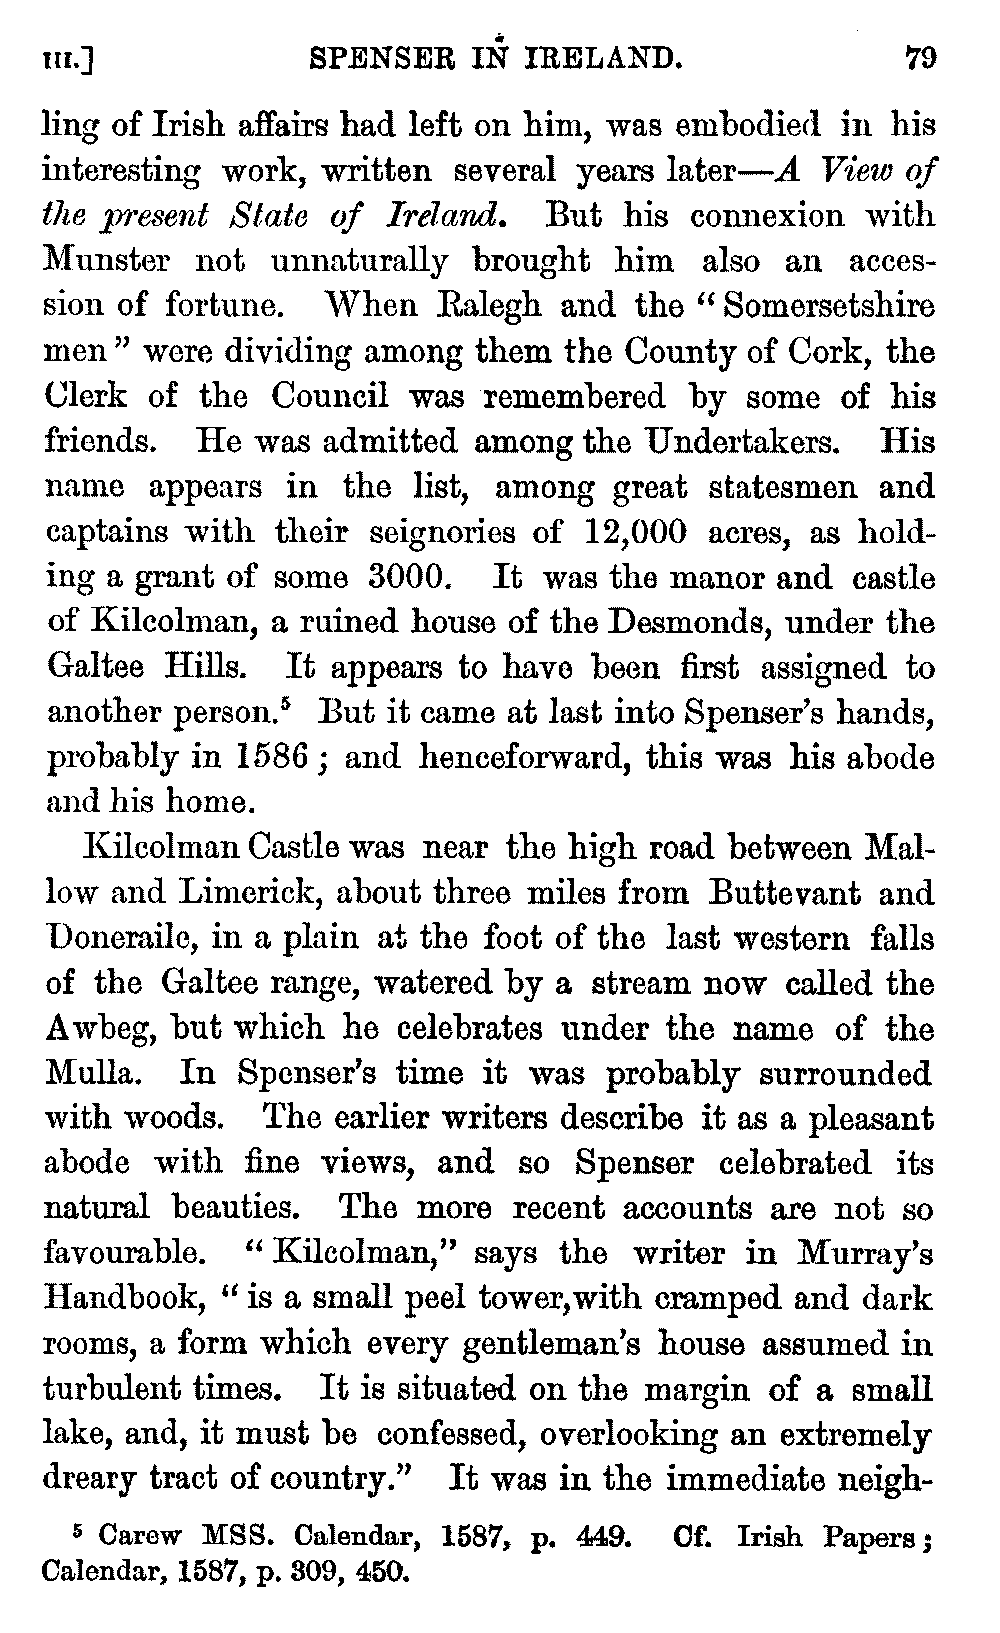 III.] SPENSER IN IRELAND. 79
ling of Irish affairs had left on him, was embodied in his
interesting work, written several years later—A View of
the present State of Ireland. But his connexion with
Munster not unnaturally brought him also an acces-
sion of fortune. When Ralegh and the “Somersetshire
men” were dividing among them the County of Cork, the
Clerk of the Council was remembered by some of his
friends. He was admitted among the Undertakers. His
name appears in the list, among great statesmen and
captains with their seignories of 12,000 acres, as hold-
ing a grant of some 3000. It was the manor and castle
of Kilcolman, a ruined house of the Desmonds, under the
Galtee Hills. It appears to have been first assigned to
another person.⁵ But it came at last into Spenser’s hands,
probably in 1586; and henceforward, this was his abode
and his home.
Kilcolman Castle was near the high road between Mal-
low and Limerick, about three miles from Buttevant and
Doneraile, in a plain at the foot of the last western falls
of the Galtee range, watered by a stream now called the
Awbeg, but which he celebrates under the name of the
Mulla. In Spenser’s time it was probably surrounded
with woods. The earlier writers describe it as a pleasant
abode with fine views, and so Spenser celebrated its
natural beauties. The more recent accounts are not so
favourable. “Kilcolman,” says the writer in Murray’s
Handbook, “is a small peel tower, with cramped and dark
rooms, a form which every gentleman’s house assumed in
turbulent times. It is situated on the margin of a small
lake, and, it must be confessed, overlooking an extremely
dreary tract of country.” It was in the immediate neigh-
⁵ Carew MSS. Calendar, 1587, p. 449. Cf. Irish Papers;
Calendar, 1587, p. 309, 450.